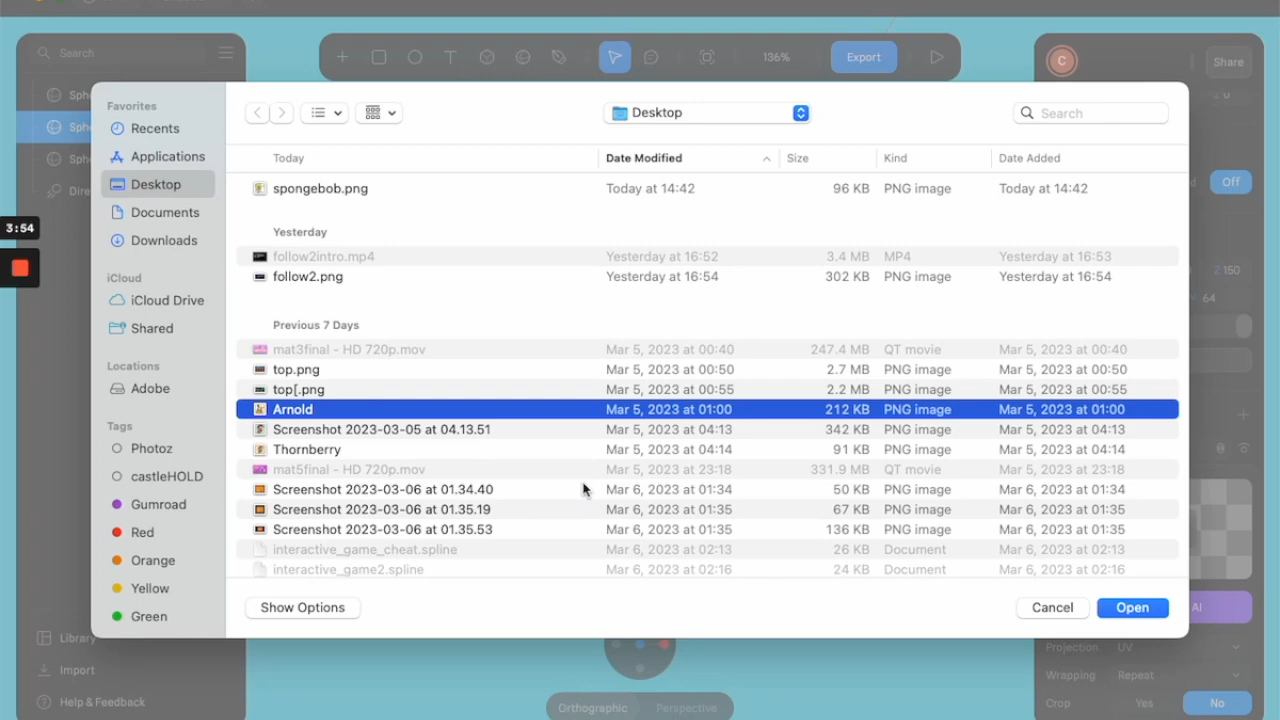 Search
136%
Export
C
Share
Sph
Sph
Sph
Dire
3:54
Favorites
Recents
Applications
Desktop
Documents
Downloads
iCloud
iCloud Drive
Shared
Locations
Adobe
Tags
Photoz
castleHOLD
Gumroad
Red
Orange
Yellow
Green
Desktop
Search
Today Date Modified Size Kind Date Added
spongebob.png Today at 14:42 96 KB PNG image Today at 14:42
Yesterday
follow2intro.mp4 Yesterday at 16:52 3.4 MB MP4 Yesterday at 16:53
follow2.png Yesterday at 16:54 302 KB PNG image Yesterday at 16:54
Previous 7 Days
mat3final - HD 720p.mov Mar 5, 2023 at 00:40 247.4 MB QT movie Mar 5, 2023 at 00:40
top.png Mar 5, 2023 at 00:50 2.7 MB PNG image Mar 5, 2023 at 00:50
top[.png Mar 5, 2023 at 00:55 2.2 MB PNG image Mar 5, 2023 at 00:55
Arnold Mar 5, 2023 at 01:00 212 KB PNG image Mar 5, 2023 at 01:00
Screenshot 2023-03-05 at 04.13.51 Mar 5, 2023 at 04:13 342 KB PNG image Mar 5, 2023 at 04:13
Thornberry Mar 5, 2023 at 04:14 91 KB PNG image Mar 5, 2023 at 04:14
mat5final - HD 720p.mov Mar 5, 2023 at 23:18 331.9 MB QT movie Mar 5, 2023 at 23:18
Screenshot 2023-03-06 at 01.34.40 Mar 6, 2023 at 01:34 50 KB PNG image Mar 6, 2023 at 01:34
Screenshot 2023-03-06 at 01.35.19 Mar 6, 2023 at 01:35 67 KB PNG image Mar 6, 2023 at 01:35
Screenshot 2023-03-06 at 01.35.53 Mar 6, 2023 at 01:35 136 KB PNG image Mar 6, 2023 at 01:35
interactive_game_cheat.spline Mar 6, 2023 at 02:13 26 KB Document Mar 6, 2023 at 02:13
interactive_game2.spline Mar 6, 2023 at 02:16 24 KB Document Mar 6, 2023 at 02:16
Show Options
Cancel
Open
Off
Z 150
64
AI
Projection UV
Wrapping Repeat
Crop Yes No
Library
Import
Help & Feedback
Orthographic Perspective